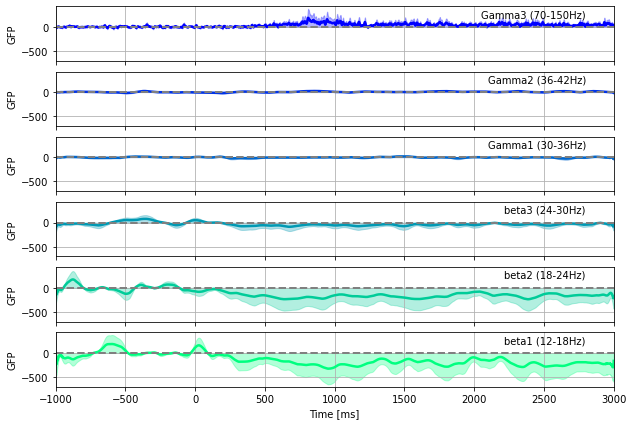 Gamma3 (70-150Hz)
GFP
0
−500
Gamma2 (36-42Hz)
GFP
0
−500
Gamma1 (30-36Hz)
GFP
0
−500
beta3 (24-30Hz)
GFP
0
−500
beta2 (18-24Hz)
GFP
0
−500
beta1 (12-18Hz)
GFP
0
−500
−1000 −500 0 500 1000 1500 2000 2500 3000
Time [ms]